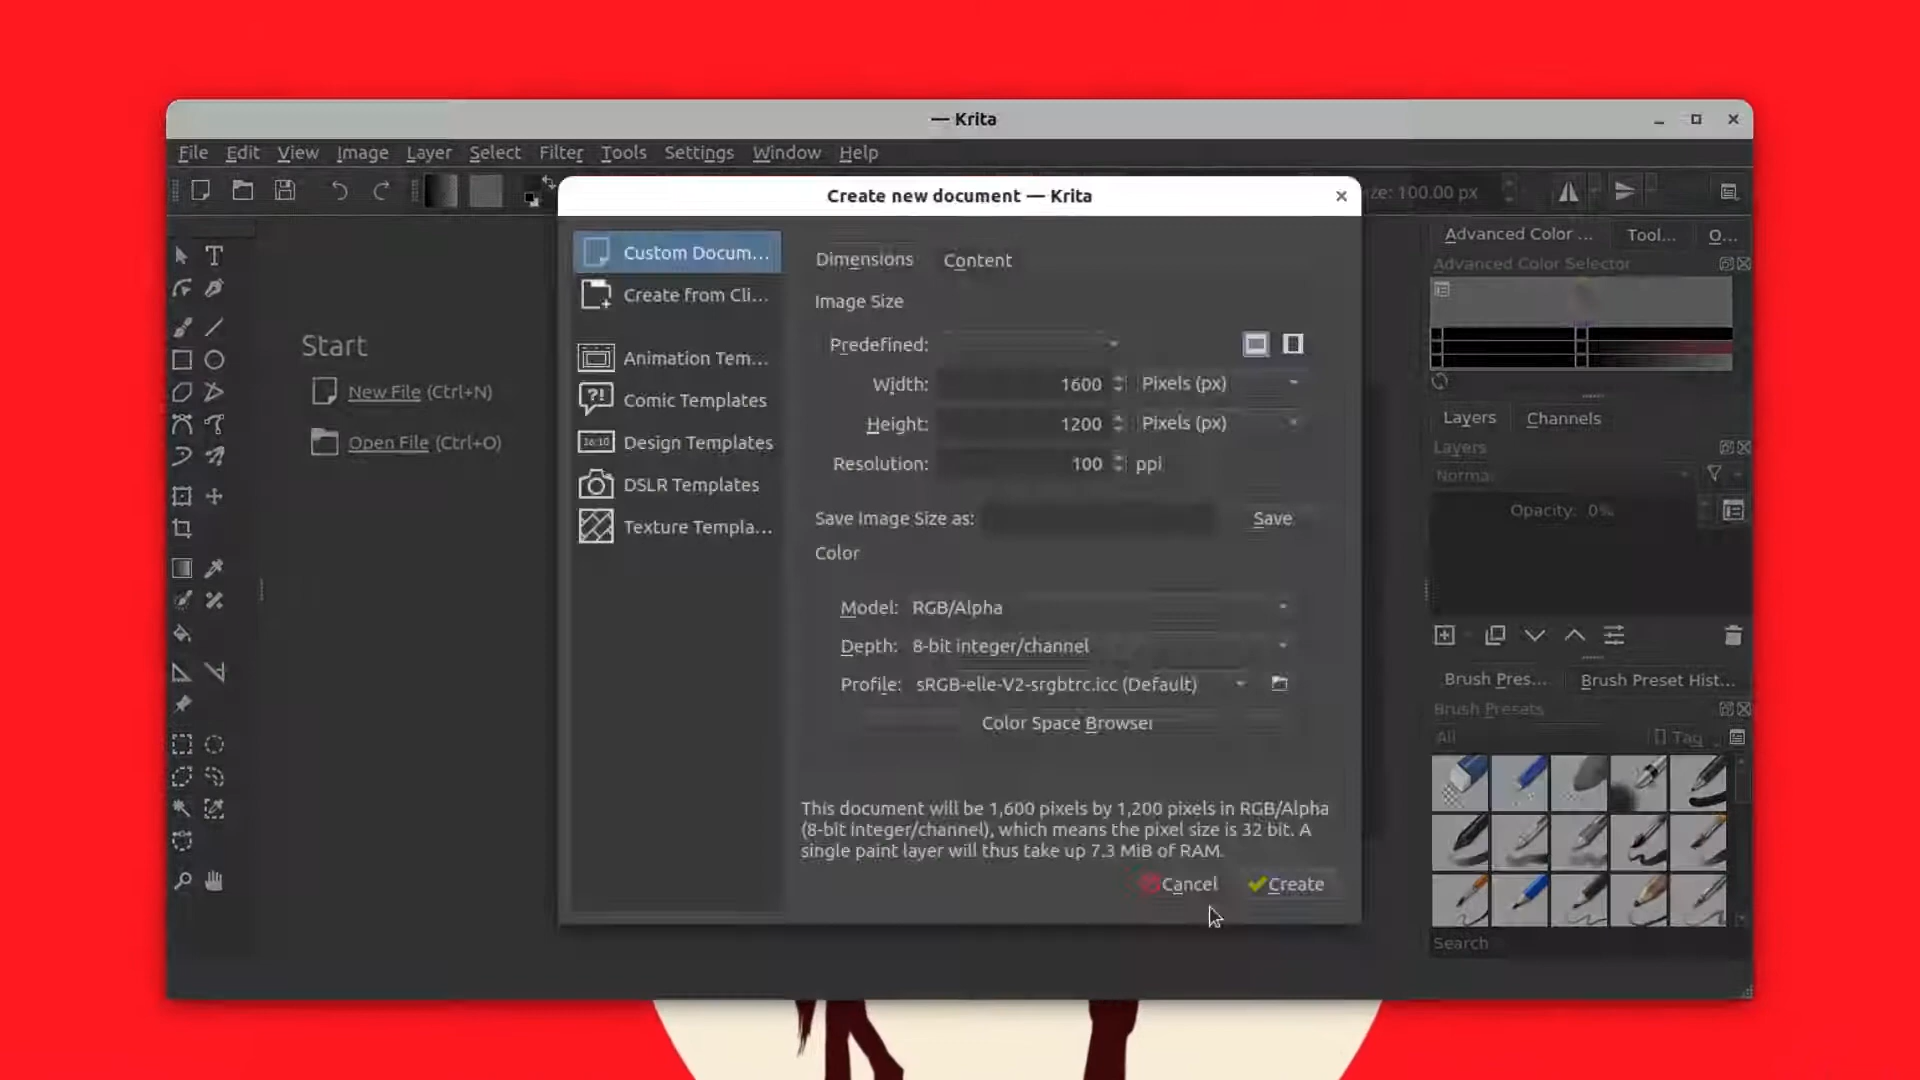 — Krita
File Edit View Image Layer Select Filter Tools Settings Window Help
Create new document — Krita
ze: 100.00 px
Start
New File (Ctrl+N)
Open File (Ctrl+O)
Custom Docum...
Create from Cli...
Animation Tem...
Comic Templates
Design Templates
DSLR Templates
Texture Templa...
Dimensions Content
Image Size
Predefined:
Width: 1600 Pixels (px)
Height: 1200 Pixels (px)
Resolution: 100 ppi
Save Image Size as: Save
Color
Model: RGB/Alpha
Depth: 8-bit integer/channel
Profile: sRGB-elle-V2-srgbtrc.icc (Default)
Color Space Browser
This document will be 1,600 pixels by 1,200 pixels in RGB/Alpha
(8-bit integer/channel), which means the pixel size is 32 bit. A
single paint layer will thus take up 7.3 MiB of RAM.
Cancel Create
Advanced Color ... Tool... O...
Advanced Color Selector
Layers Channels
Layers
Normal
Opacity: 0%
Brush Pres... Brush Preset Hist...
Brush Presets
All Tag
Search